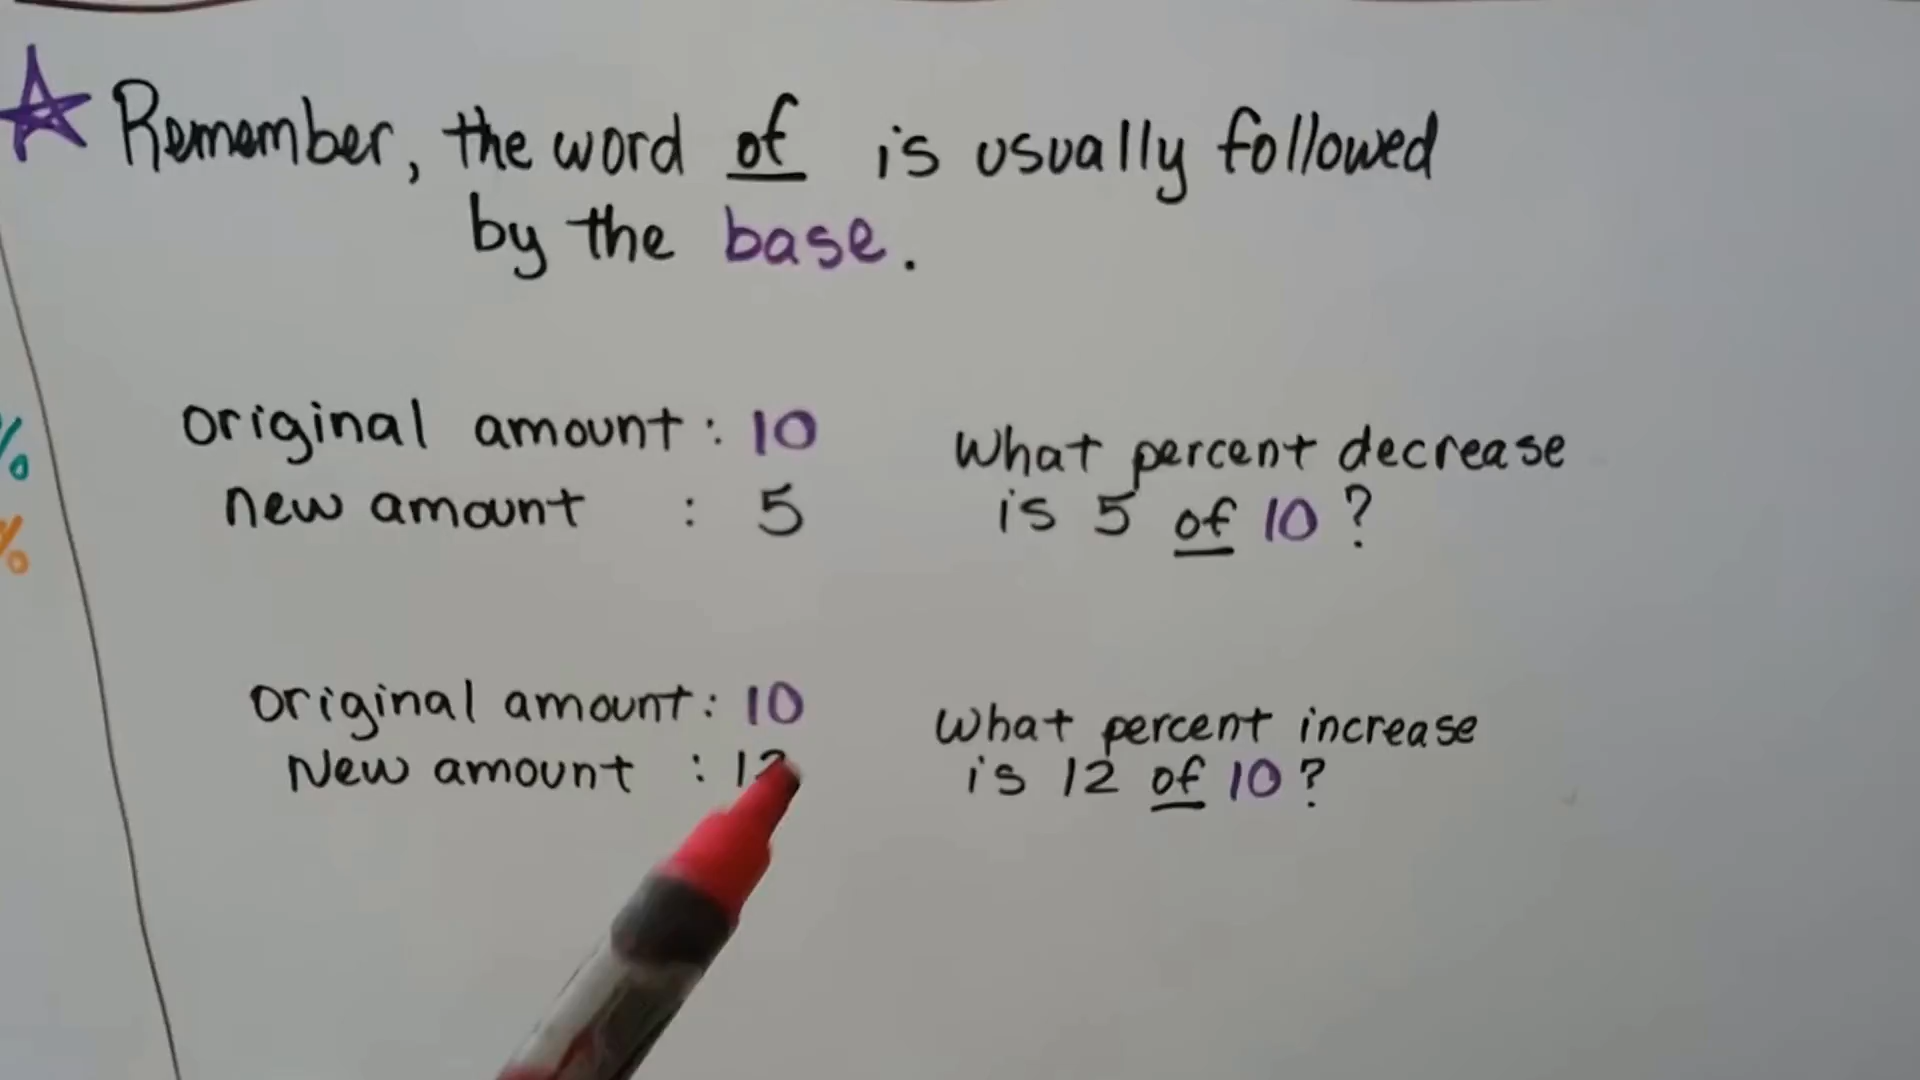 Remember, the word of is usually followed
by the base.
%
%
original amount: 10
new amount : 5
What percent decrease
is 5 of 10?
original amount: 10
New amount : 12
What percent increase
is 12 of 10?